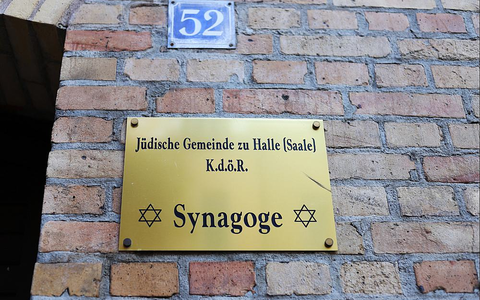 52
Jüdische Gemeinde zu Halle (Saale)
K.d.ö.R.
Synagoge